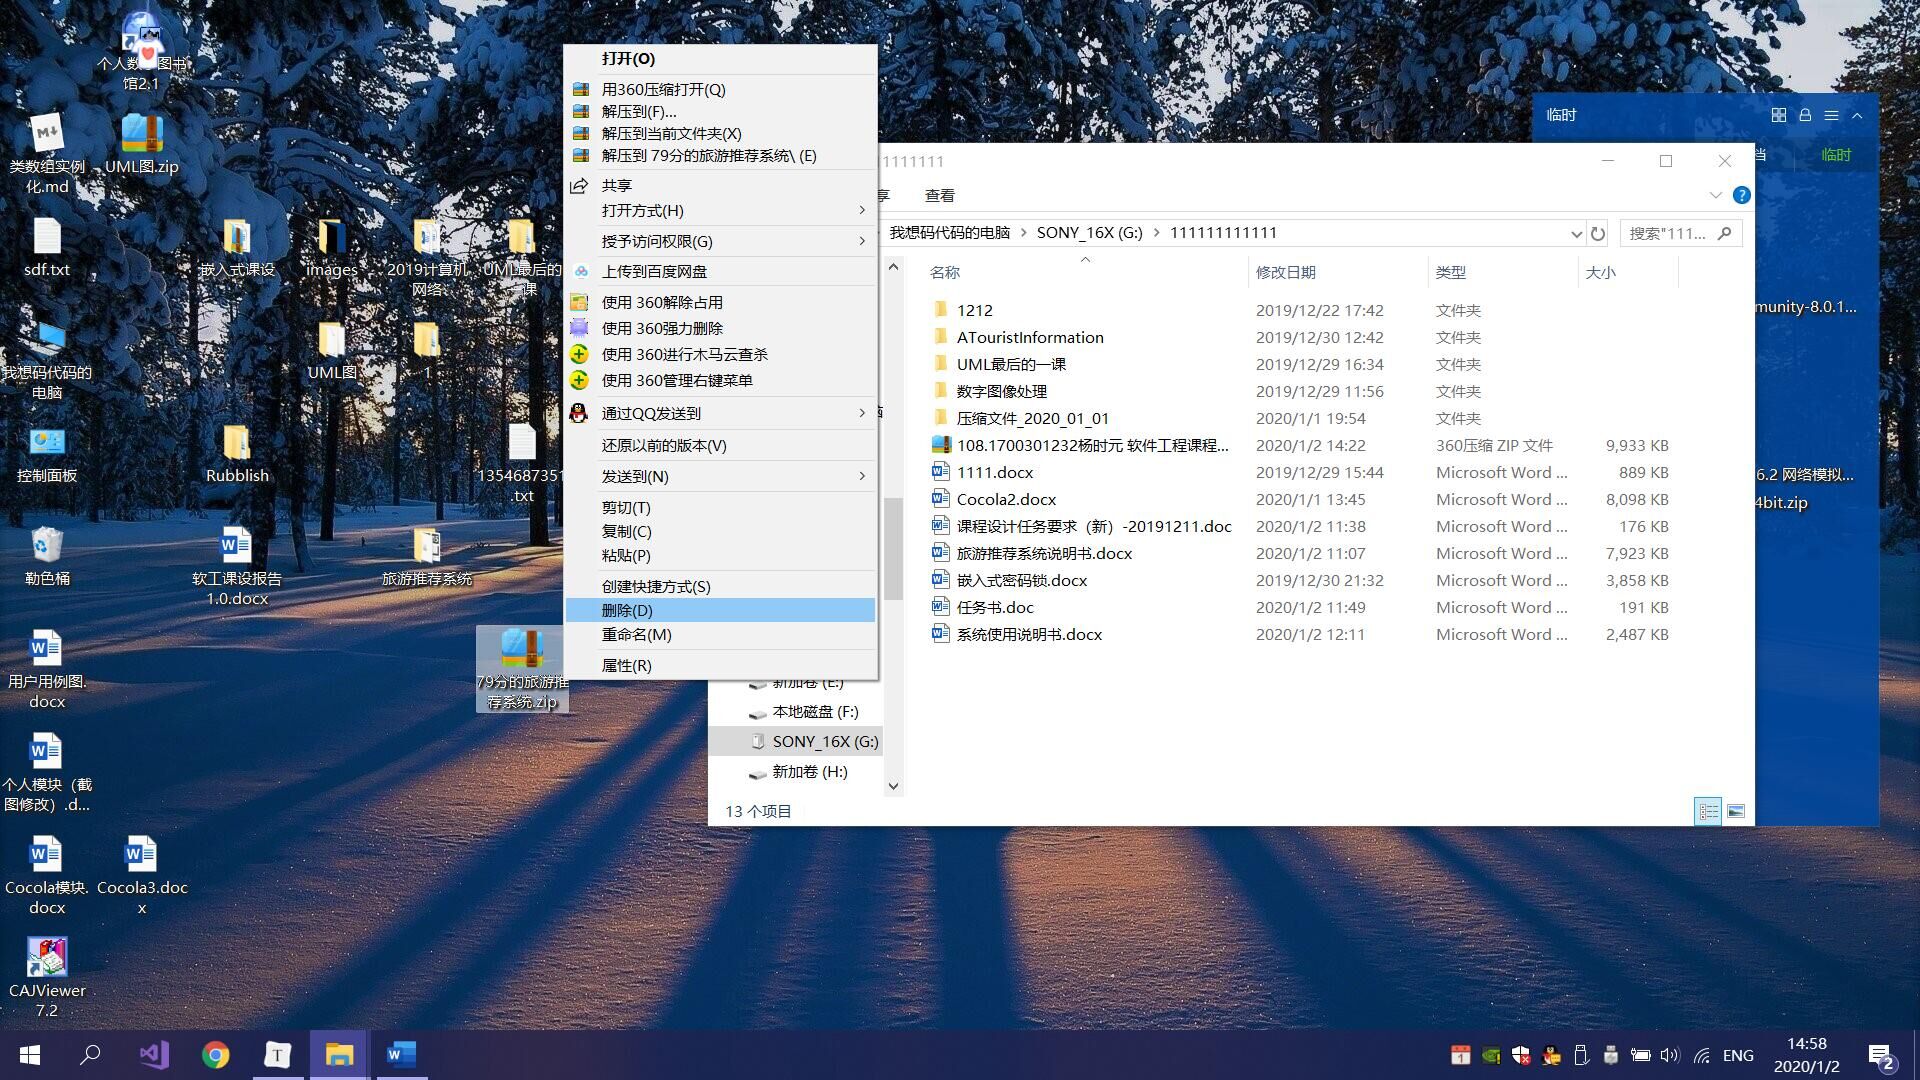 个人数字图书
馆2.1
类数组实例
化.md
UML图.zip
sdf.txt
嵌入式课设
images
2019计算机
网络
UML最后的
一课
我想码代码的
电脑
UML图
1
控制面板
Rubblish
1354687351
.txt
勒色桶
软工课设报告
1.0.docx
旅游推荐系统
用户用例图.
docx
79分的旅游推
荐系统.zip
个人模块（截
图修改）.d...
Cocola模块.
docx
Cocola3.doc
x
CAJViewer
7.2
打开(O)
用360压缩打开(Q)
解压到(F)...
解压到当前文件夹(X)
解压到 79分的旅游推荐系统\ (E)
共享
打开方式(H)
授予访问权限(G)
上传到百度网盘
使用 360解除占用
使用 360强力删除
使用 360进行木马云查杀
使用 360管理右键菜单
通过QQ发送到
还原以前的版本(V)
发送到(N)
剪切(T)
复制(C)
粘贴(P)
创建快捷方式(S)
删除(D)
重命名(M)
属性(R)
临时
临时
查看
我想码代码的电脑 > SONY_16X (G:) > 111111111111
搜索"111...
名称 修改日期 类型 大小
1212 2019/12/22 17:42 文件夹
ATouristInformation 2019/12/30 12:42 文件夹
UML最后的一课 2019/12/29 16:34 文件夹
数字图像处理 2019/12/29 11:56 文件夹
压缩文件_2020_01_01 2020/1/1 19:54 文件夹
108.1700301232杨时元 软件工程课程... 2020/1/2 14:22 360压缩 ZIP 文件 9,933 KB
1111.docx 2019/12/29 15:44 Microsoft Word ... 889 KB
Cocola2.docx 2020/1/1 13:45 Microsoft Word ... 8,098 KB
课程设计任务要求（新）-20191211.doc 2020/1/2 11:38 Microsoft Word ... 176 KB
旅游推荐系统说明书.docx 2020/1/2 11:07 Microsoft Word ... 7,923 KB
嵌入式密码锁.docx 2019/12/30 21:32 Microsoft Word ... 3,858 KB
任务书.doc 2020/1/2 11:49 Microsoft Word ... 191 KB
系统使用说明书.docx 2020/1/2 12:11 Microsoft Word ... 2,487 KB
新加卷 (E:)
本地磁盘 (F:)
SONY_16X (G:)
新加卷 (H:)
13 个项目
munity-8.0.1...
6.2 网络模拟...
4bit.zip
ENG
14:58
2020/1/2
2